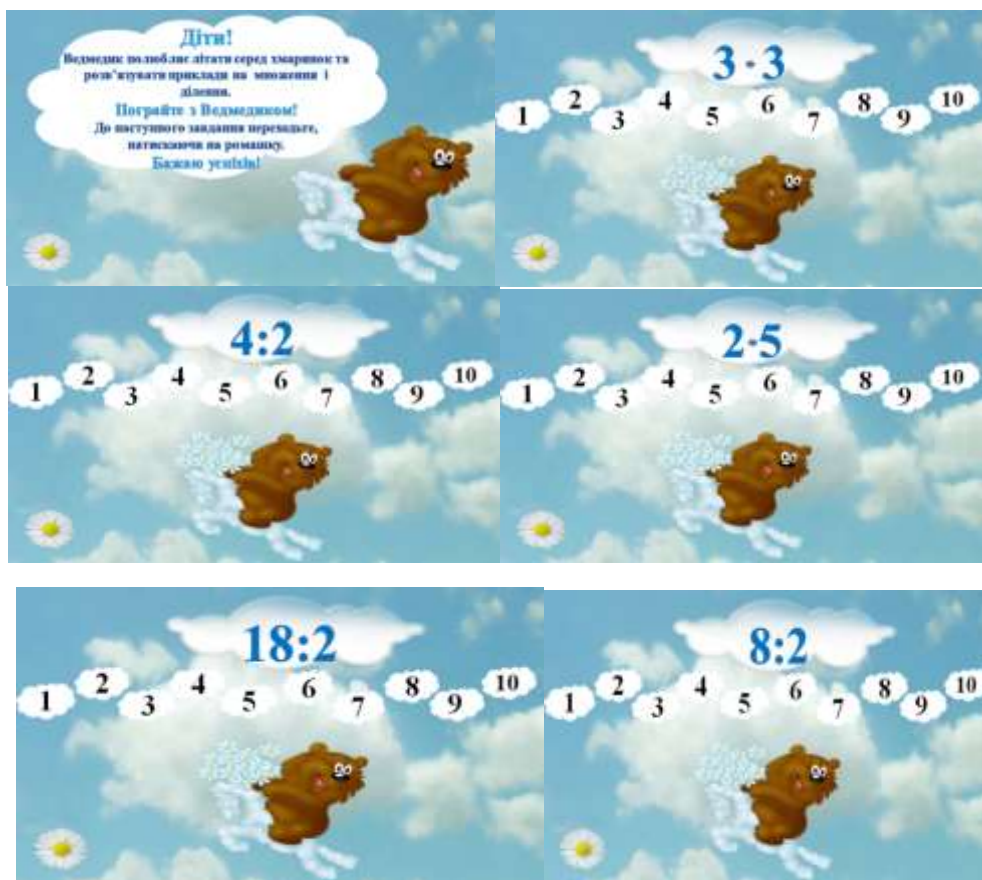 Діти!
Ведмедик полюбляє літати серед хмаринок та
розв'язувати приклади на множення і
ділення.
Пограйте з Ведмедиком!
До наступного завдання переходьте,
натискаючи на ромашку.
Бажаю успіхів!
3·3
1 2 3 4 5 6 7 8 9 10
4:2
1 2 3 4 5 6 7 8 9 10
2·5
1 2 3 4 5 6 7 8 9 10
18:2
1 2 3 4 5 6 7 8 9 10
8:2
1 2 3 4 5 6 7 8 9 10